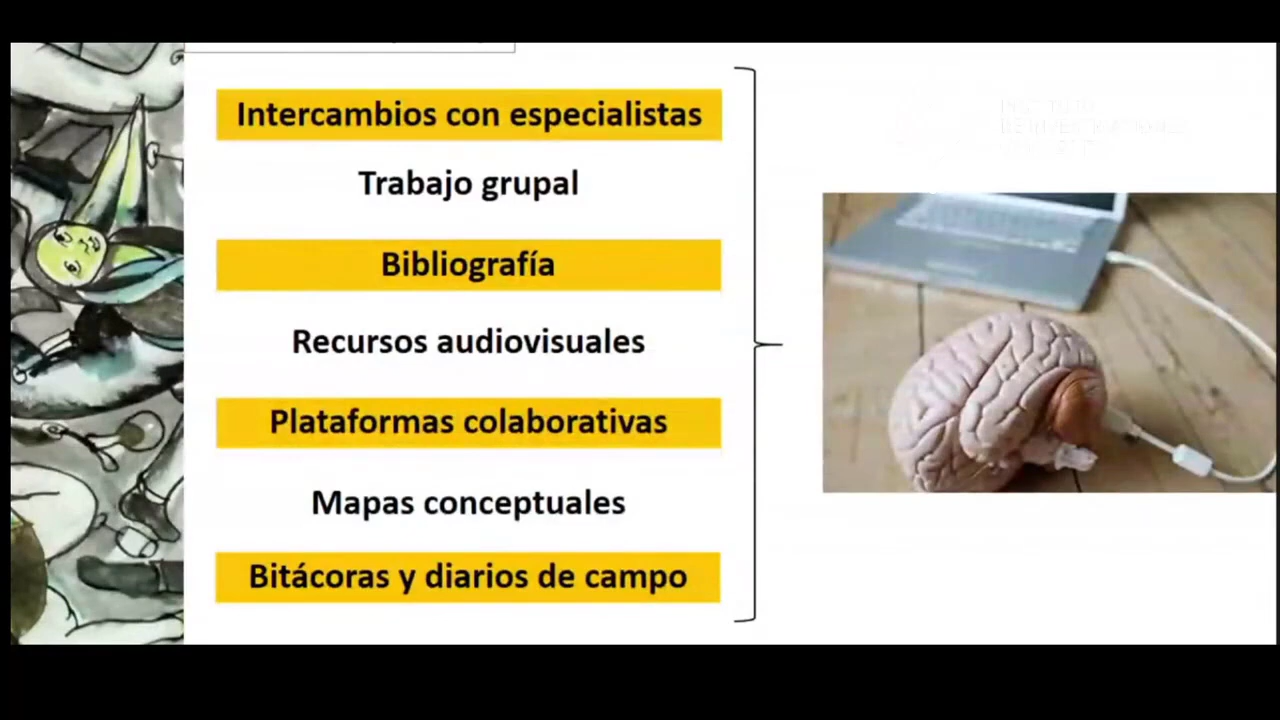 Intercambios con especialistas
Trabajo grupal
Bibliografía
Recursos audiovisuales
Plataformas colaborativas
Mapas conceptuales
Bitácoras y diarios de campo